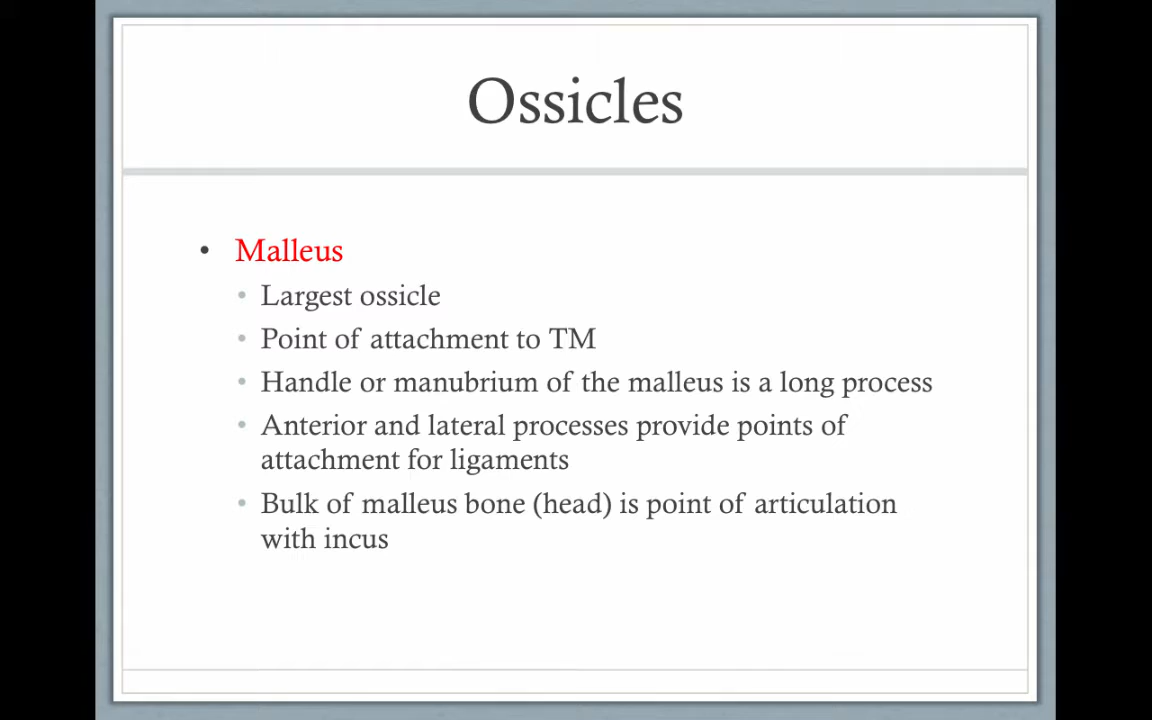 Ossicles
• Malleus
• Largest ossicle
• Point of attachment to TM
• Handle or manubrium of the malleus is a long process
• Anterior and lateral processes provide points of
attachment for ligaments
• Bulk of malleus bone (head) is point of articulation
with incus